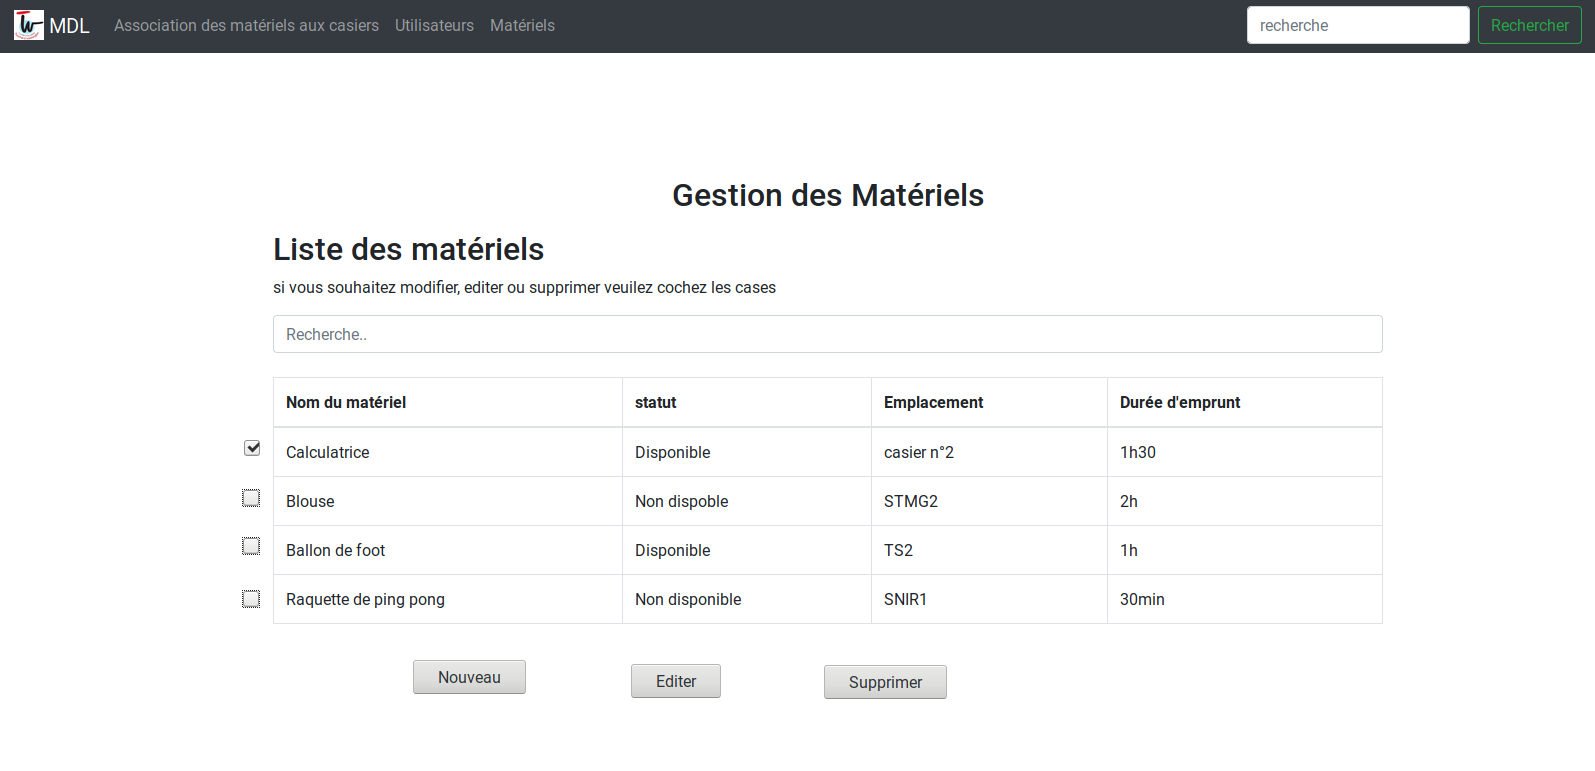 MDL Association des matériels aux casiers Utilisateurs Matériels recherche Rechercher
Gestion des Matériels
Liste des matériels
si vous souhaitez modifier, editer ou supprimer veuilez cochez les cases
Recherche..
Nom du matériel statut Emplacement Durée d'emprunt
Calculatrice Disponible casier n°2 1h30
Blouse Non dispoble STMG2 2h
Ballon de foot Disponible TS2 1h
Raquette de ping pong Non disponible SNIR1 30min
Nouveau Editer Supprimer